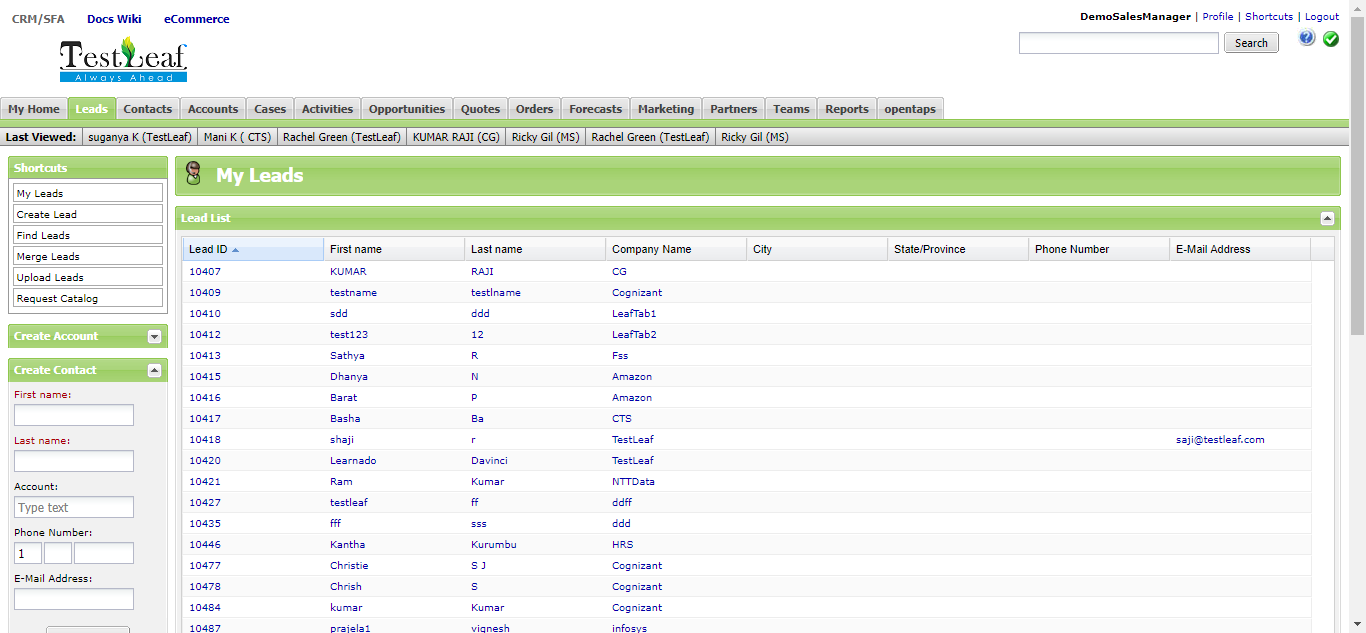 CRM/SFA Docs Wiki eCommerce
DemoSalesManager | Profile | Shortcuts | Logout
TestLeaf
Always Ahead
Search
My Home Leads Contacts Accounts Cases Activities Opportunities Quotes Orders Forecasts Marketing Partners Teams Reports opentaps
Last Viewed: suganya K (TestLeaf) Mani K ( CTS) Rachel Green (TestLeaf) KUMAR RAJI (CG) Ricky Gil (MS) Rachel Green (TestLeaf) Ricky Gil (MS)
Shortcuts
My Leads
Create Lead
Find Leads
Merge Leads
Upload Leads
Request Catalog
Create Account
Create Contact
First name:
Last name:
Account:
Type text
Phone Number:
1
E-Mail Address:
My Leads
Lead List
Lead ID First name Last name Company Name City State/Province Phone Number E-Mail Address
10407 KUMAR RAJI CG
10409 testname testlname Cognizant
10410 sdd ddd LeafTab1
10412 test123 12 LeafTab2
10413 Sathya R Fss
10415 Dhanya N Amazon
10416 Barat P Amazon
10417 Basha Ba CTS
10418 shaji r TestLeaf saji@testleaf.com
10420 Learnado Davinci TestLeaf
10421 Ram Kumar NTTData
10427 testleaf ff ddff
10435 fff sss ddd
10446 Kantha Kurumbu HRS
10477 Christie S J Cognizant
10478 Chrish S Cognizant
10484 kumar Kumar Cognizant
10487 prajela1 vignesh infosys